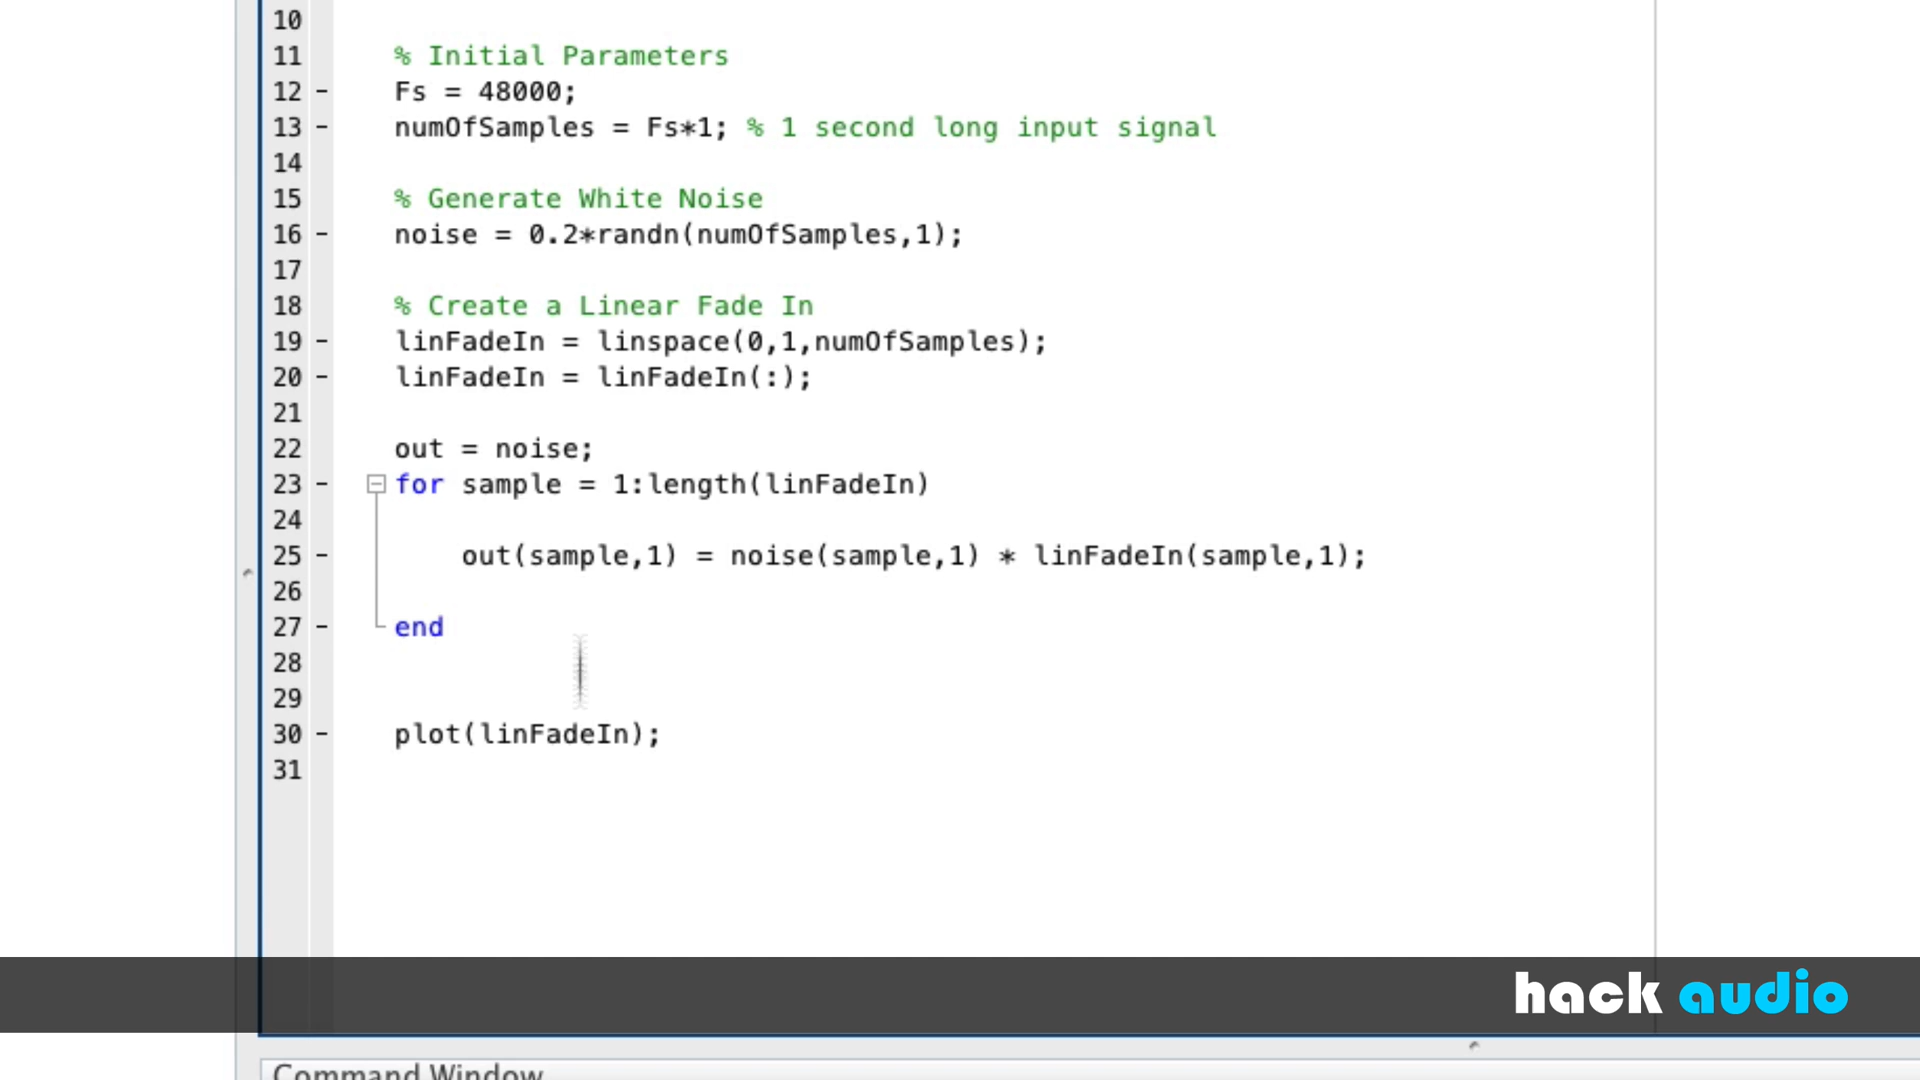 10
11 % Initial Parameters
12 - Fs = 48000;
13 - numOfSamples = Fs*1; % 1 second long input signal
14
15 % Generate White Noise
16 - noise = 0.2*randn(numOfSamples,1);
17
18 % Create a Linear Fade In
19 - linFadeIn = linspace(0,1,numOfSamples);
20 - linFadeIn = linFadeIn(:);
21
22 out = noise;
23 - for sample = 1:length(linFadeIn)
24
25 - out(sample,1) = noise(sample,1) * linFadeIn(sample,1);
26
27 - end
28
29
30 - plot(linFadeIn);
31
hack audio
Command Window